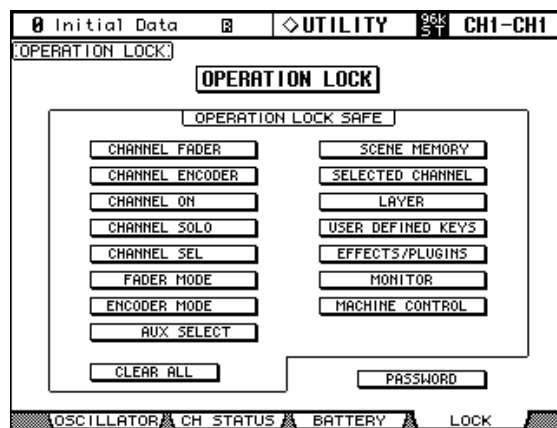 0 Initial Data R ◇UTILITY 96k ST CH1-CH1
OPERATION LOCK
OPERATION LOCK
OPERATION LOCK SAFE
CHANNEL FADER SCENE MEMORY
CHANNEL ENCODER SELECTED CHANNEL
CHANNEL ON LAYER
CHANNEL SOLO USER DEFINED KEYS
CHANNEL SEL EFFECTS/PLUGINS
FADER MODE MONITOR
ENCODER MODE MACHINE CONTROL
AUX SELECT
CLEAR ALL PASSWORD
OSCILLATOR CH STATUS BATTERY LOCK